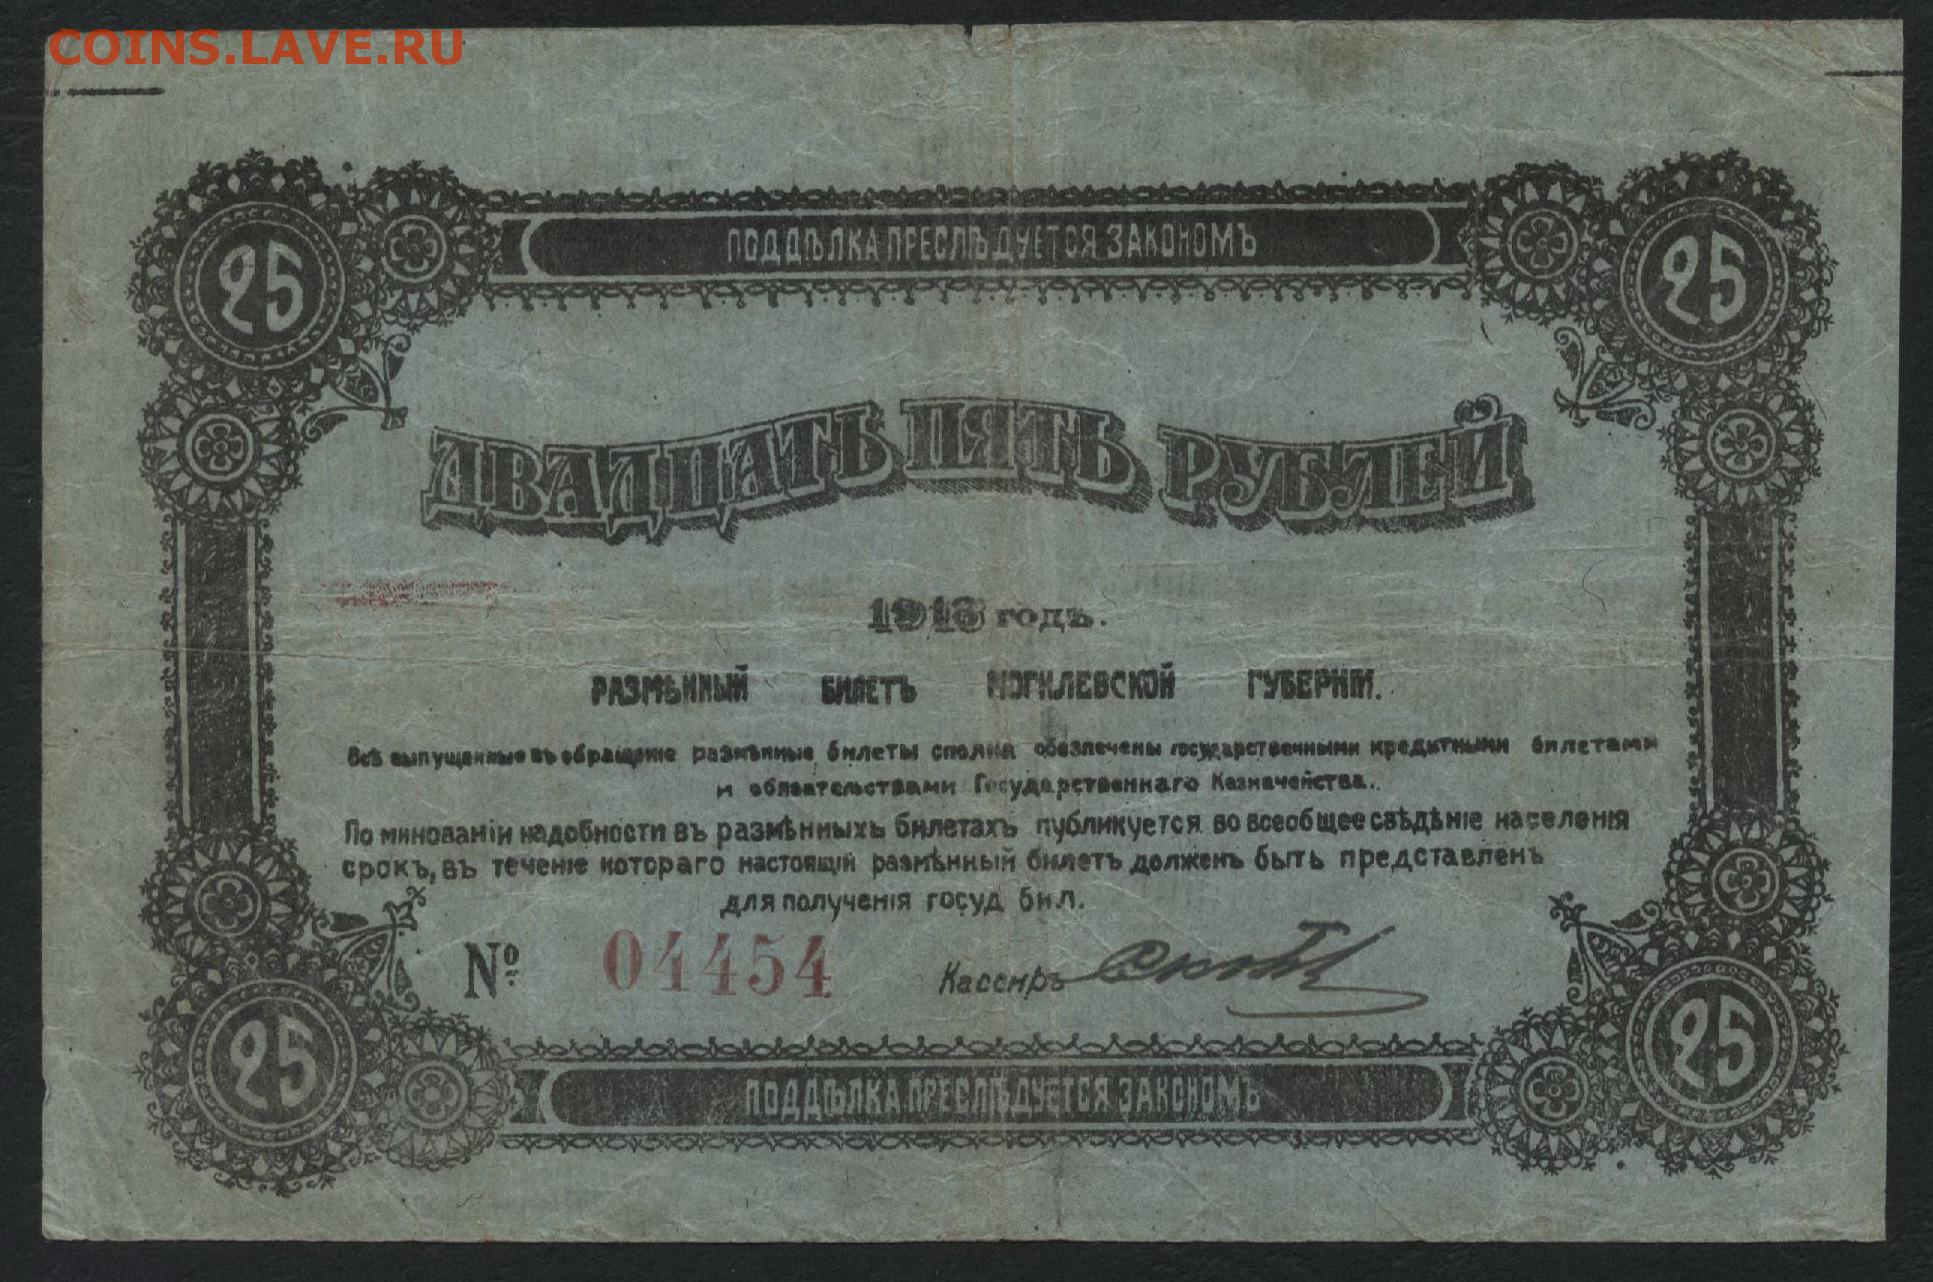 COINS.LAVE.RU
ПОДДѢЛКА ПРЕСЛѢДУЕТСЯ ЗАКОНОМЪ
25 25
ДВАДЦАТЬ ПЯТЬ РУБЛЕЙ
1918 годъ.
РАЗМѢННЫЙ БИЛЕТЪ МОГИЛЕВСКОЙ ГУБЕРНІИ.
Всѣ выпущенные въ обращеніе размѣнные билеты сполна обезпечены государственными кредитными билетами
и обязательствами Государственнаго Казначейства.
По минованіи надобности въ размѣнныхъ билетахъ публикуется во всеобщее свѣдѣніе населенія
срокъ, въ теченіе котораго настоящій размѣнный билетъ долженъ быть представленъ
для полученія госуд бил.
№ 04454 Кассиръ
25 25
ПОДДѢЛКА ПРЕСЛѢДУЕТСЯ ЗАКОНОМЪ